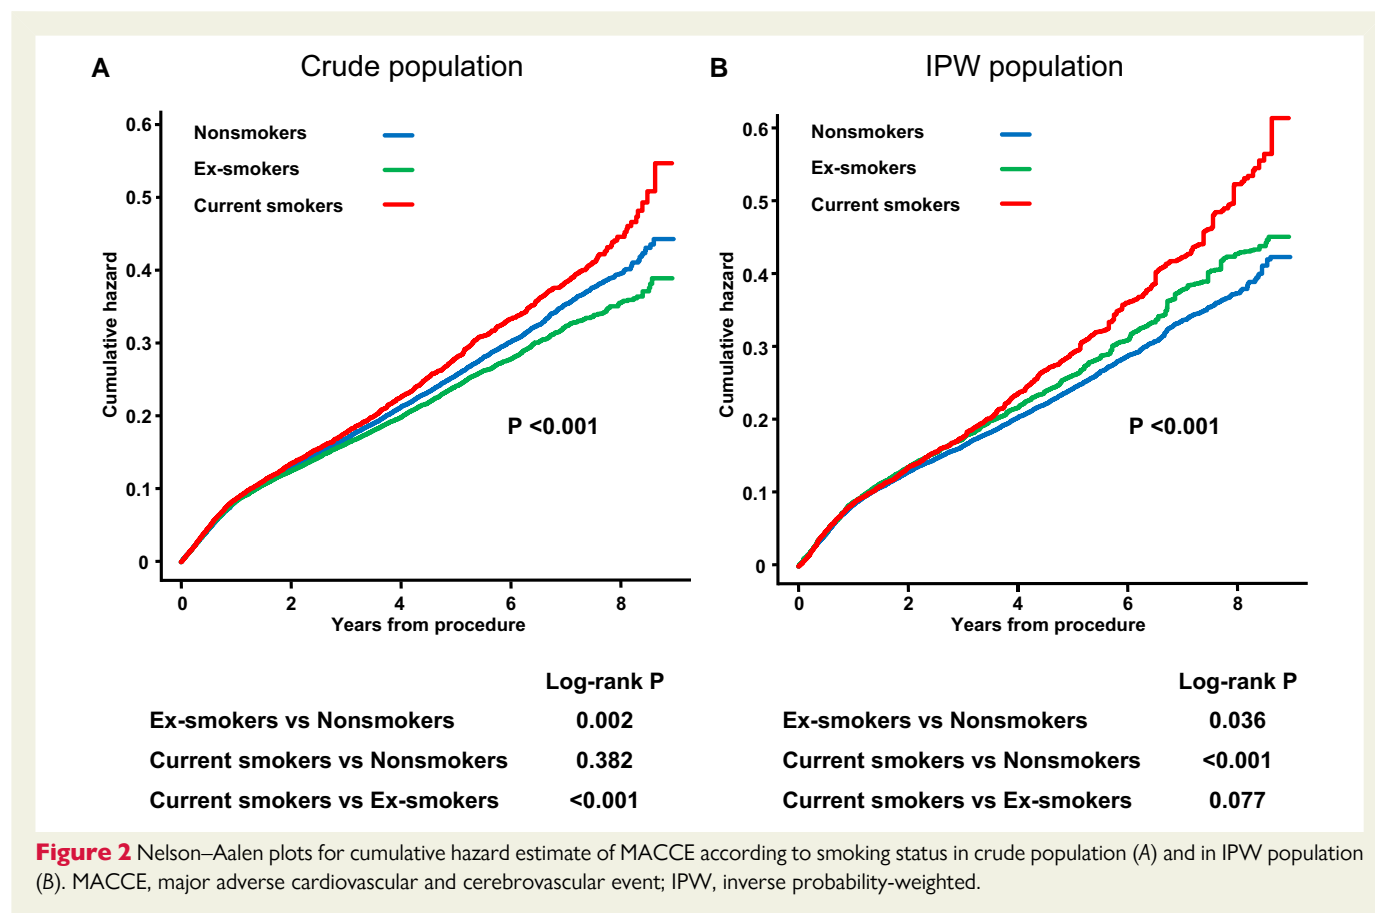 A
Crude population
0.6
0.5
0.4
0.3
0.2
0.1
0
Cumulative hazard
Nonsmokers
Ex-smokers
Current smokers
P <0.001
0 2 4 6 8
Years from procedure
Log-rank P
Ex-smokers vs Nonsmokers 0.002
Current smokers vs Nonsmokers 0.382
Current smokers vs Ex-smokers <0.001
B
IPW population
0.6
0.5
0.4
0.3
0.2
0.1
0
Cumulative hazard
Nonsmokers
Ex-smokers
Current smokers
P <0.001
0 2 4 6 8
Years from procedure
Log-rank P
Ex-smokers vs Nonsmokers 0.036
Current smokers vs Nonsmokers <0.001
Current smokers vs Ex-smokers 0.077
Figure 2 Nelson–Aalen plots for cumulative hazard estimate of MACCE according to smoking status in crude population (A) and in IPW population
(B). MACCE, major adverse cardiovascular and cerebrovascular event; IPW, inverse probability-weighted.